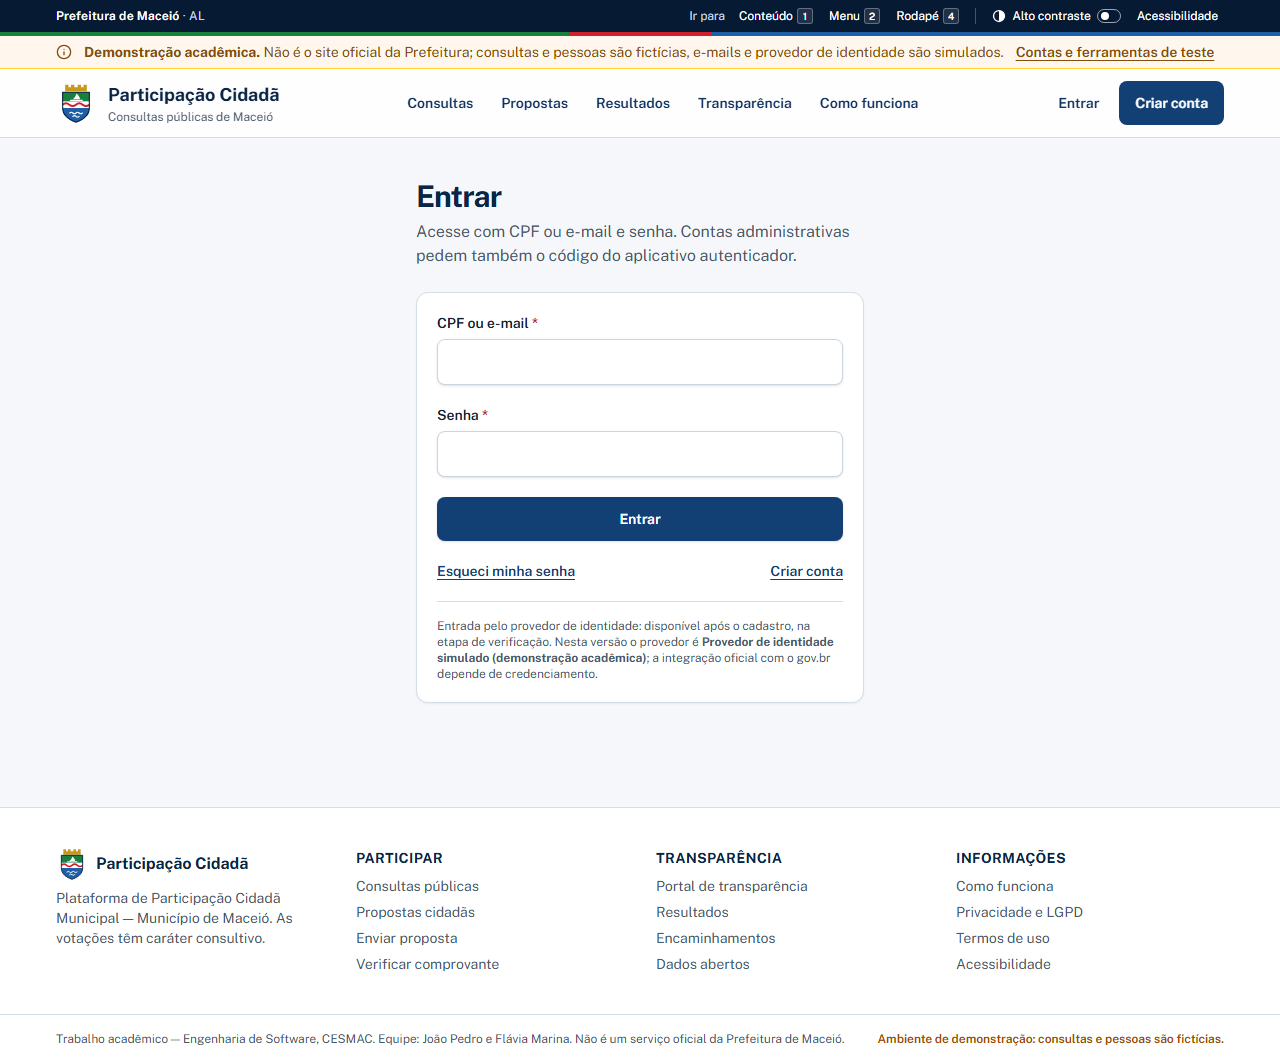 Prefeitura de Maceió · AL
Ir para Conteúdo 1 Menu 2 Rodapé 4 Alto contraste Acessibilidade
Demonstração acadêmica. Não é o site oficial da Prefeitura; consultas e pessoas são fictícias, e-mails e provedor de identidade são simulados. Contas e ferramentas de teste
Participação Cidadã
Consultas públicas de Maceió
Consultas Propostas Resultados Transparência Como funciona
Entrar Criar conta
Entrar
Acesse com CPF ou e-mail e senha. Contas administrativas
pedem também o código do aplicativo autenticador.
CPF ou e-mail *
Senha *
Entrar
Esqueci minha senha Criar conta
Entrada pelo provedor de identidade: disponível após o cadastro, na
etapa de verificação. Nesta versão o provedor é Provedor de identidade
simulado (demonstração acadêmica); a integração oficial com o gov.br
depende de credenciamento.
Participação Cidadã
Plataforma de Participação Cidadã
Municipal — Município de Maceió. As
votações têm caráter consultivo.
PARTICIPAR
Consultas públicas
Propostas cidadãs
Enviar proposta
Verificar comprovante
TRANSPARÊNCIA
Portal de transparência
Resultados
Encaminhamentos
Dados abertos
INFORMAÇÕES
Como funciona
Privacidade e LGPD
Termos de uso
Acessibilidade
Trabalho acadêmico — Engenharia de Software, CESMAC. Equipe: João Pedro e Flávia Marina. Não é um serviço oficial da Prefeitura de Maceió.
Ambiente de demonstração: consultas e pessoas são fictícias.